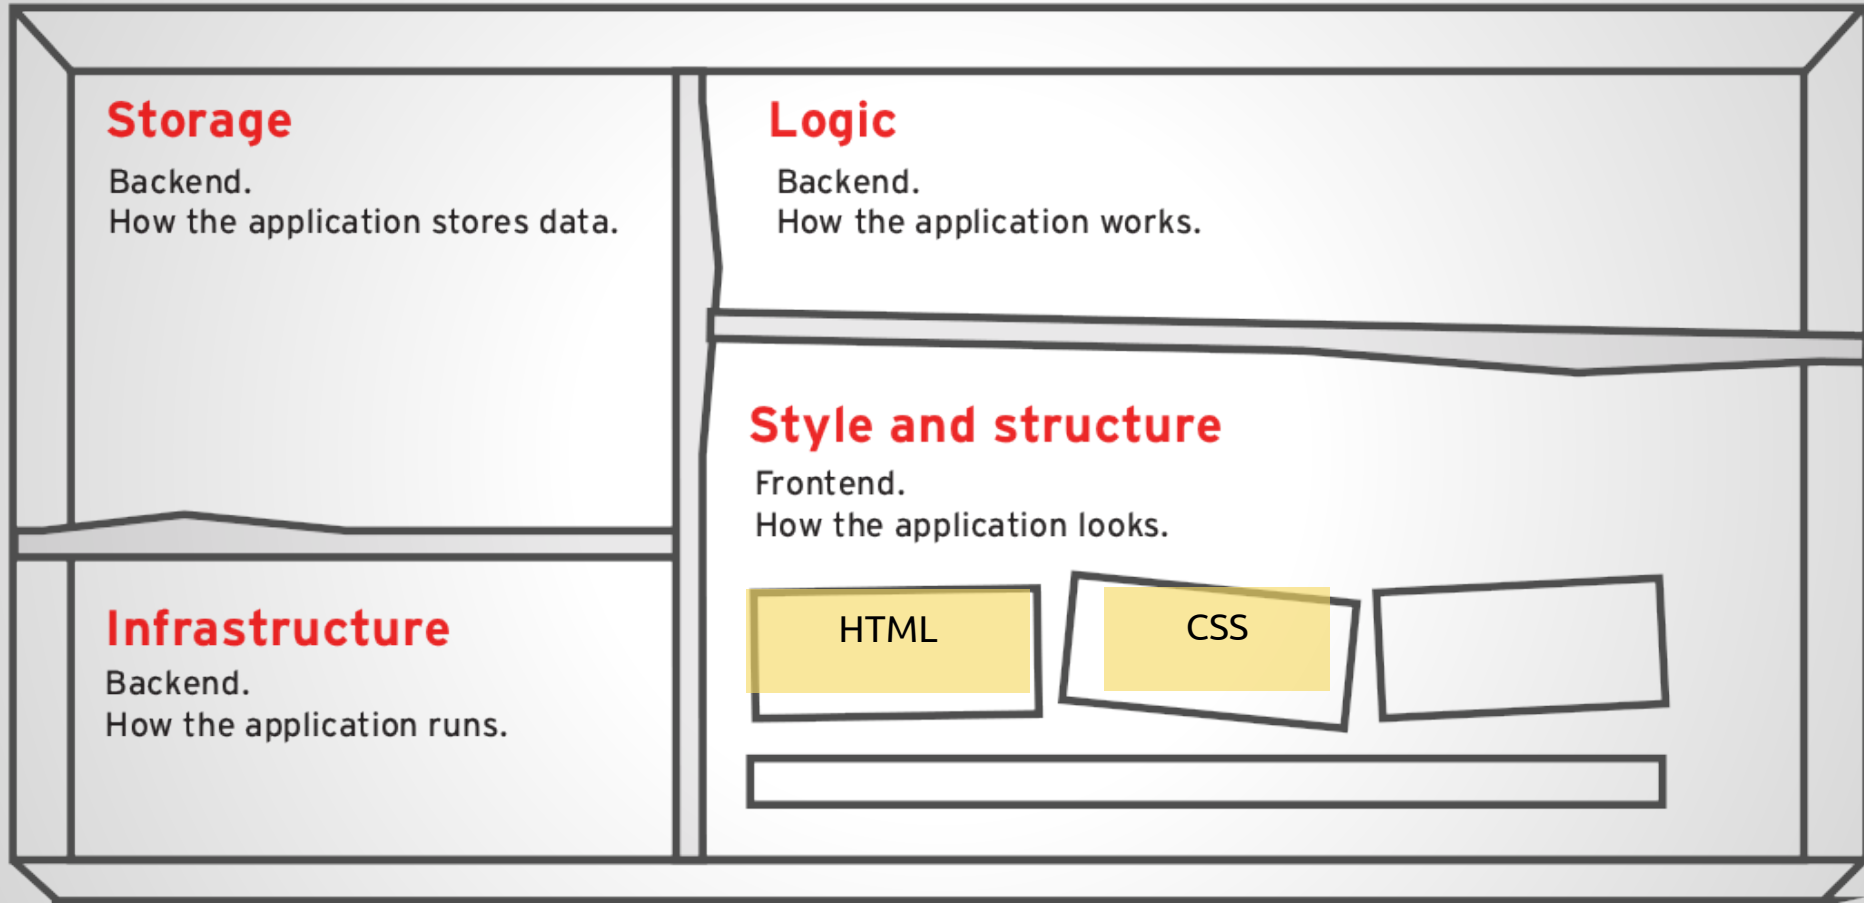 Storage
Backend.
How the application stores data.
Infrastructure
Backend.
How the application runs.
Logic
Backend.
How the application works.
Style and structure
Frontend.
How the application looks.
HTML
CSS